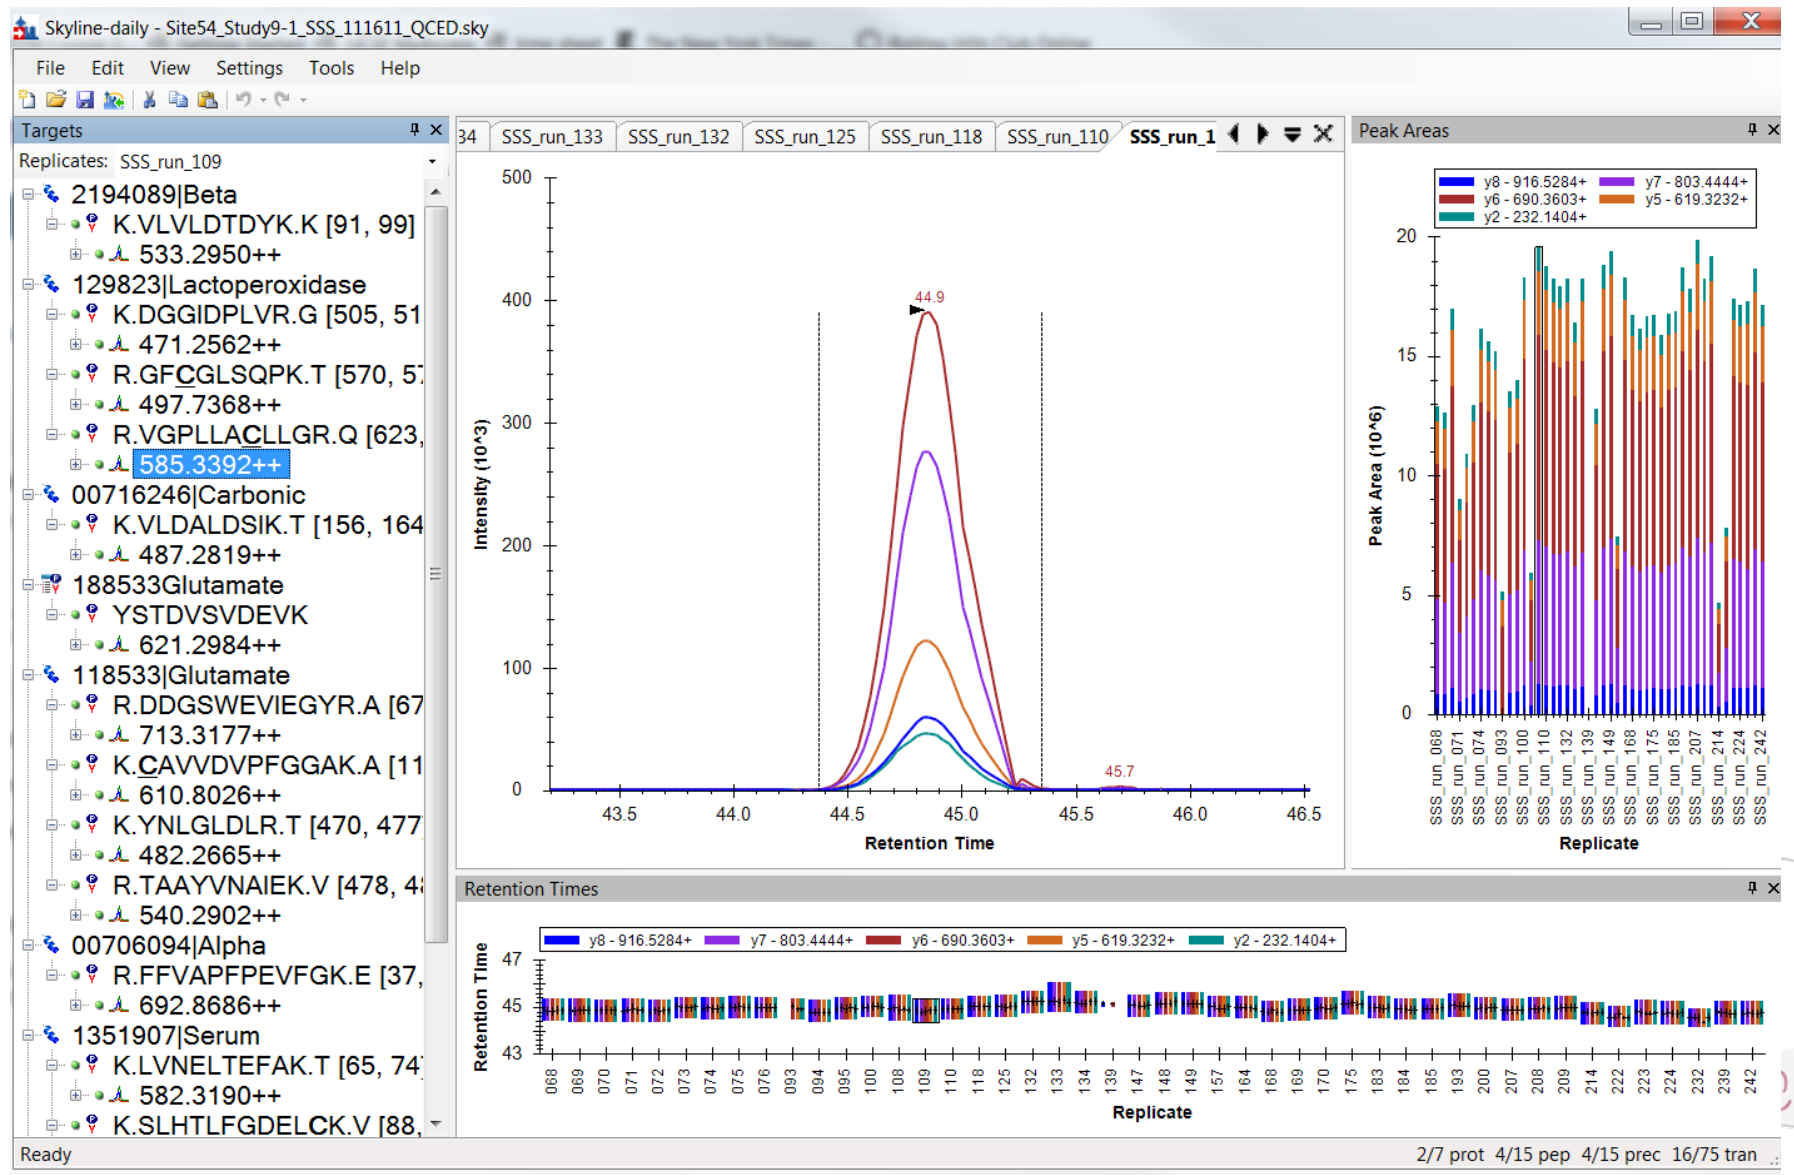 Skyline-daily - Site54_Study9-1_SSS_111611_QCED.sky
File Edit View Settings Tools Help
Targets
Replicates: SSS_run_109
2194089|Beta
K.VLVLDTDYK.K [91, 99]
533.2950++
129823|Lactoperoxidase
K.DGGIDPLVR.G [505, 51
471.2562++
R.GFCGLSQPK.T [570, 57
497.7368++
R.VGPLLACLLGR.Q [623,
585.3392++
00716246|Carbonic
K.VLDALDSIK.T [156, 164
487.2819++
188533Glutamate
YSTDVSVDEVK
621.2984++
118533|Glutamate
R.DDGSWEVIEGYR.A [67
713.3177++
K.CAVVDVPFGGAK.A [11
610.8026++
K.YNLGLDLR.T [470, 477
482.2665++
R.TAAYVNAIEK.V [478, 48
540.2902++
00706094|Alpha
R.FFVAPFPEVFGK.E [37,
692.8686++
1351907|Serum
K.LVNELTEFAK.T [65, 74
582.3190++
K.SLHTLFGDELCK.V [88,
34 SSS_run_133 SSS_run_132 SSS_run_125 SSS_run_118 SSS_run_110 SSS_run_1
500
400
300
200
100
0
Intensity (10^3)
44.9
45.7
43.5 44.0 44.5 45.0 45.5 46.0 46.5
Retention Time
Peak Areas
y8 - 916.5284+ y7 - 803.4444+
y6 - 690.3603+ y5 - 619.3232+
y2 - 232.1404+
20
15
10
5
0
Peak Area (10^6)
SSS_run_068 SSS_run_071 SSS_run_074 SSS_run_093 SSS_run_100 SSS_run_110 SSS_run_132 SSS_run_139 SSS_run_149 SSS_run_168 SSS_run_175 SSS_run_185 SSS_run_207 SSS_run_214 SSS_run_224 SSS_run_242
Replicate
Retention Times
y8 - 916.5284+ y7 - 803.4444+ y6 - 690.3603+ y5 - 619.3232+ y2 - 232.1404+
47
45
43
Retention Time
068 069 070 071 072 073 074 075 076 093 094 095 100 108 109 110 118 125 132 133 134 139 147 148 149 157 164 168 169 170 175 183 184 185 193 200 207 208 209 214 222 223 224 232 239 242
Replicate
Ready
2/7 prot 4/15 pep 4/15 prec 16/75 tran